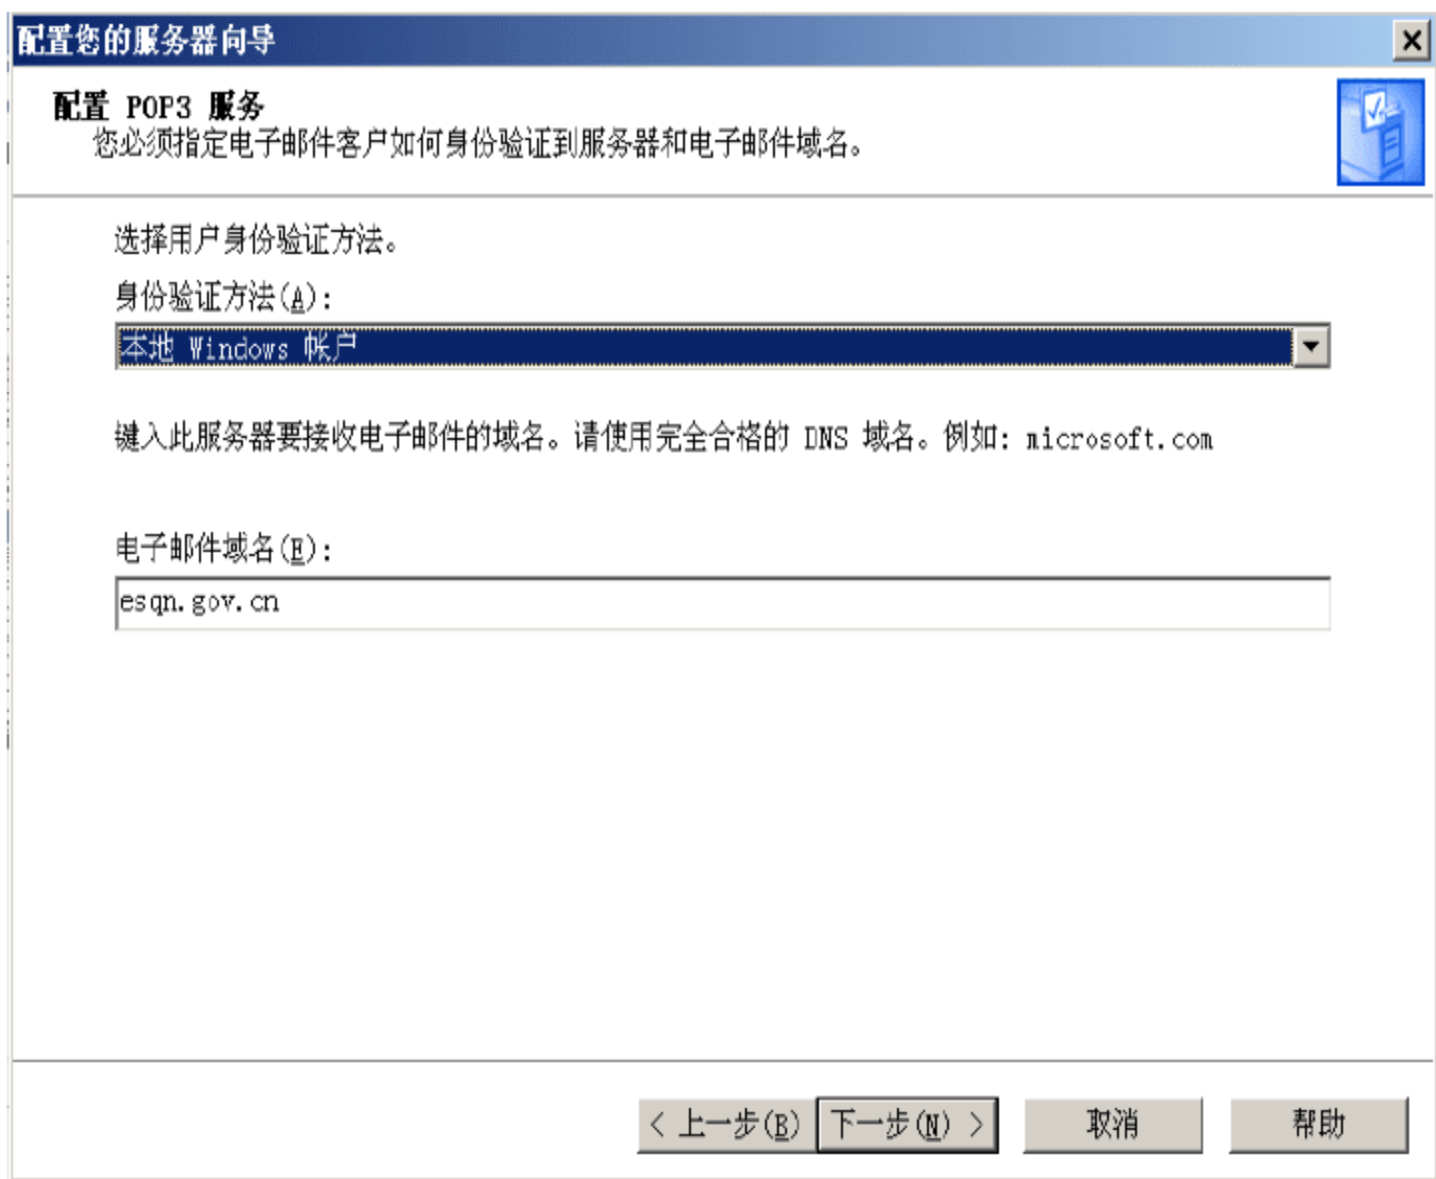 配置您的服务器向导
配置 POP3 服务
您必须指定电子邮件客户如何身份验证到服务器和电子邮件域名。
选择用户身份验证方法。
身份验证方法(A):
本地 Windows 帐户
键入此服务器要接收电子邮件的域名。请使用完全合格的 DNS 域名。例如: microsoft.com
电子邮件域名(E):
esqn.gov.cn
< 上一步(B) 下一步(N) > 取消 帮助